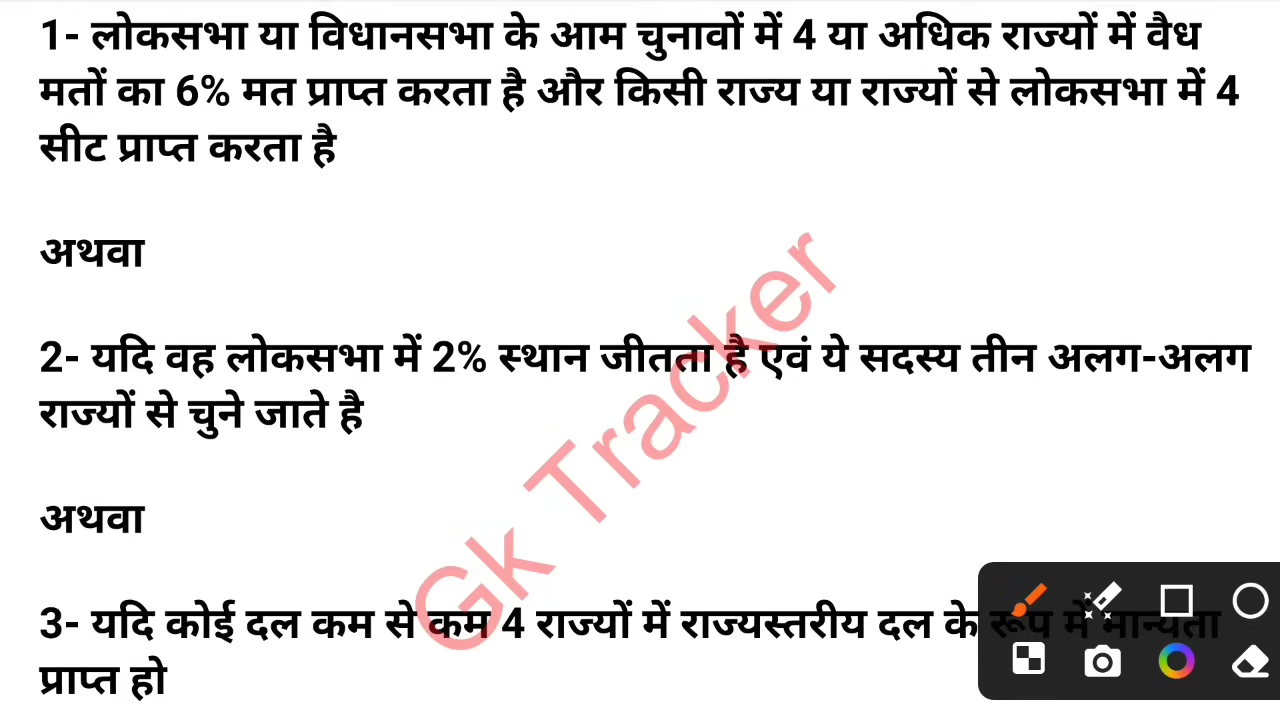 1- लोकसभा या विधानसभा के आम चुनावों में 4 या अधिक राज्यों में वैध
मतों का 6% मत प्राप्त करता है और किसी राज्य या राज्यों से लोकसभा में 4
सीट प्राप्त करता है
अथवा
2- यदि वह लोकसभा में 2% स्थान जीतता है एवं ये सदस्य तीन अलग-अलग
राज्यों से चुने जाते है
अथवा
3- यदि कोई दल कम से कम 4 राज्यों में राज्यस्तरीय दल के रूप में मान्यता
प्राप्त हो
Gk Tracker